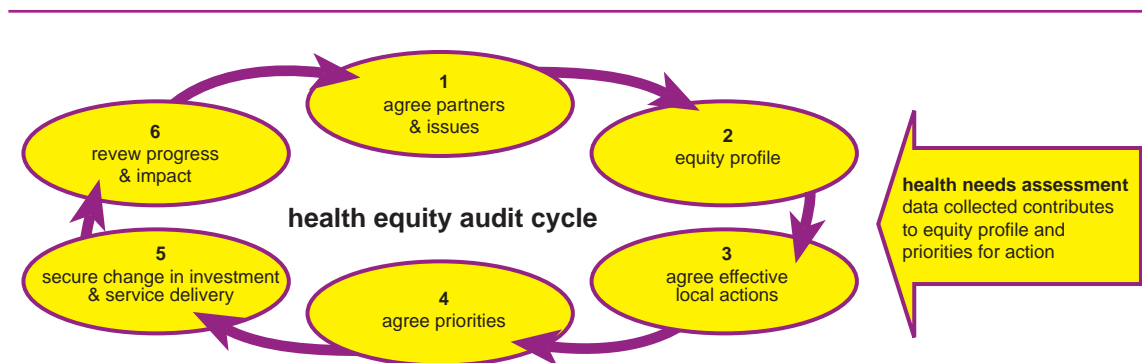 1
agree partners
& issues
2
equity profile
3
agree effective
local actions
4
agree priorities
5
secure change in investment
& service delivery
6
revew progress
& impact
health equity audit cycle
health needs assessment
data collected contributes
to equity profile and
priorities for action